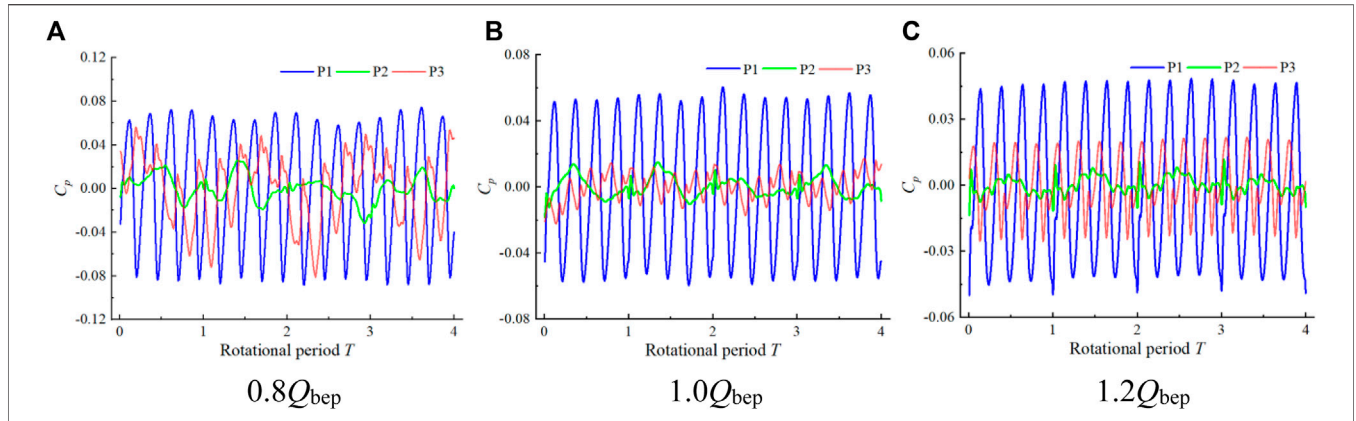 A
B
C
0.12
0.08
0.04
0.00
-0.04
-0.08
-0.12
Cp
P1 P2 P3
0 1 2 3 4
Rotational period T
0.8Qbep
0.08
0.04
0.00
-0.04
-0.08
Cp
P1 P2 P3
0 1 2 3 4
Rotational period T
1.0Qbep
0.06
0.03
0.00
-0.03
-0.06
Cp
P1 P2 P3
0 1 2 3 4
Rotational period T
1.2Qbep